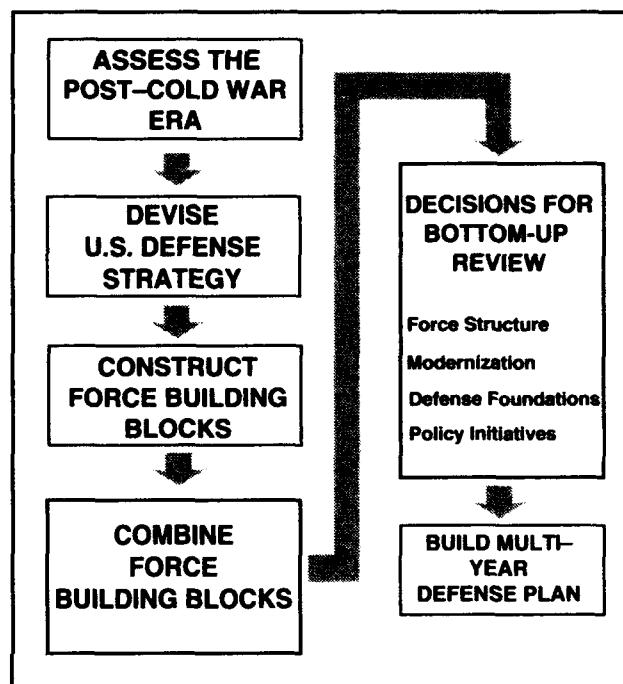 ASSESS THE
POST–COLD WAR
ERA
DEVISE
U.S. DEFENSE
STRATEGY
CONSTRUCT
FORCE BUILDING
BLOCKS
COMBINE
FORCE
BUILDING BLOCKS
DECISIONS FOR
BOTTOM-UP
REVIEW
Force Structure
Modernization
Defense Foundations
Policy Initiatives
BUILD MULTI–
YEAR
DEFENSE PLAN